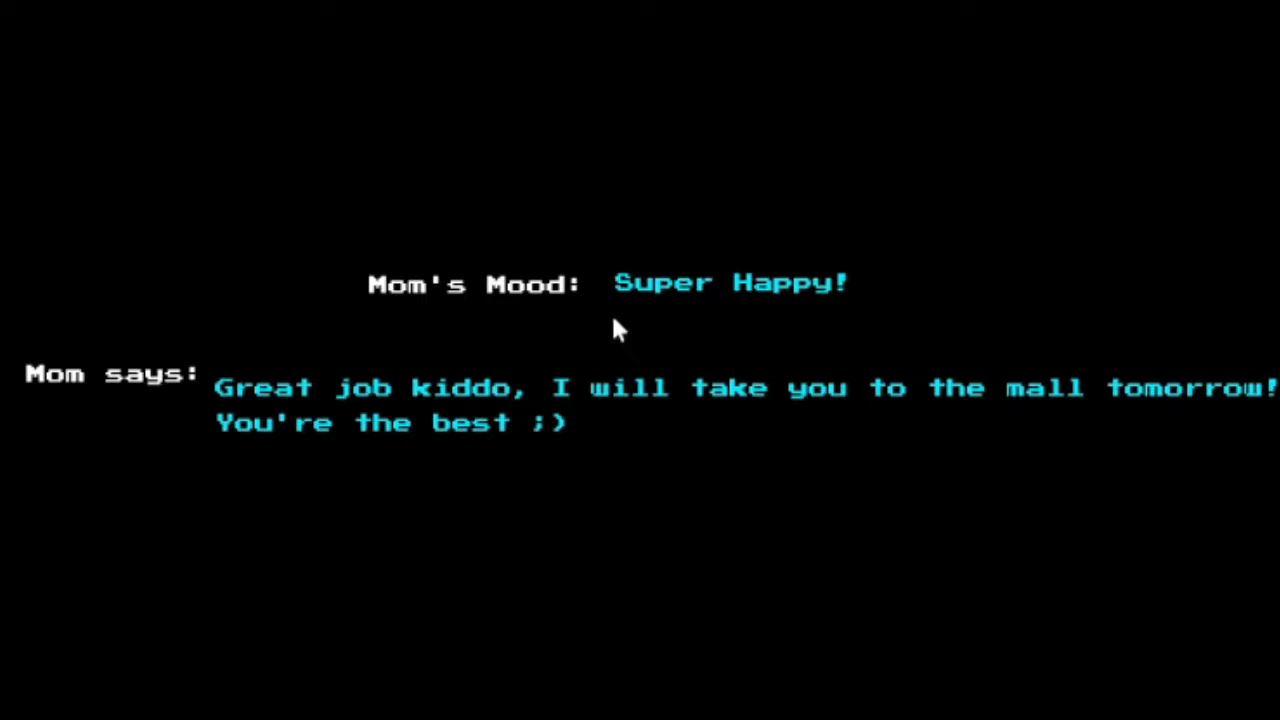 Mom's Mood: Super Happy!
Mom says: Great job kiddo, I will take you to the mall tomorrow!
You're the best ;)